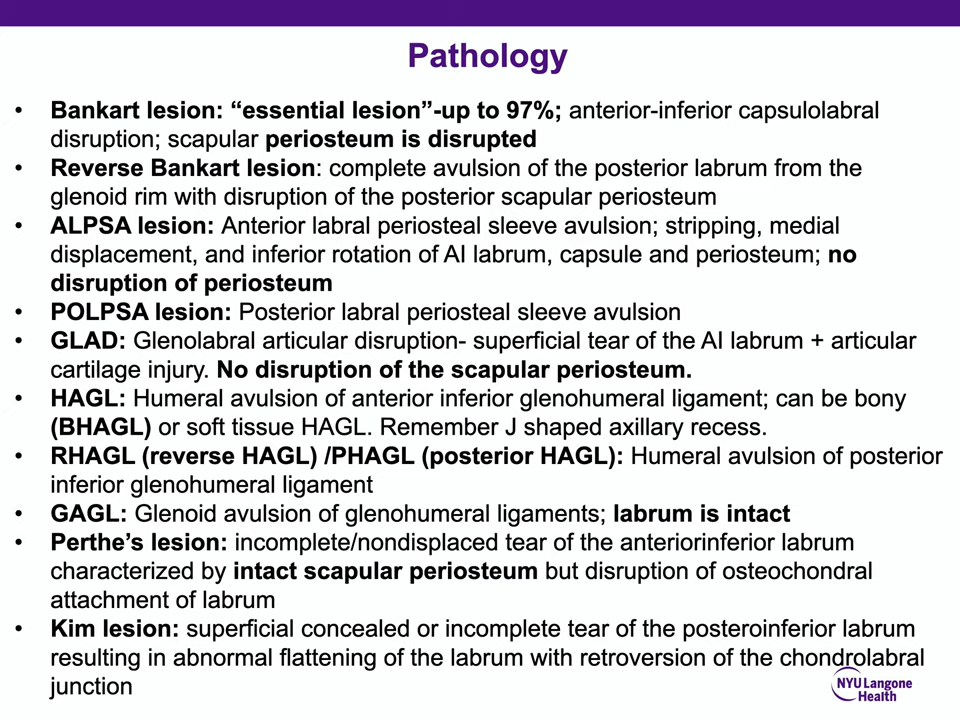 Pathology
• Bankart lesion: “essential lesion”-up to 97%; anterior-inferior capsulolabral
disruption; scapular periosteum is disrupted
• Reverse Bankart lesion: complete avulsion of the posterior labrum from the
glenoid rim with disruption of the posterior scapular periosteum
• ALPSA lesion: Anterior labral periosteal sleeve avulsion; stripping, medial
displacement, and inferior rotation of AI labrum, capsule and periosteum; no
disruption of periosteum
• POLPSA lesion: Posterior labral periosteal sleeve avulsion
• GLAD: Glenolabral articular disruption- superficial tear of the AI labrum + articular
cartilage injury. No disruption of the scapular periosteum.
• HAGL: Humeral avulsion of anterior inferior glenohumeral ligament; can be bony
(BHAGL) or soft tissue HAGL. Remember J shaped axillary recess.
• RHAGL (reverse HAGL) /PHAGL (posterior HAGL): Humeral avulsion of posterior
inferior glenohumeral ligament
• GAGL: Glenoid avulsion of glenohumeral ligaments; labrum is intact
• Perthe’s lesion: incomplete/nondisplaced tear of the anteriorinferior labrum
characterized by intact scapular periosteum but disruption of osteochondral
attachment of labrum
• Kim lesion: superficial concealed or incomplete tear of the posteroinferior labrum
resulting in abnormal flattening of the labrum with retroversion of the chondrolabral
junction
NYU Langone
Health